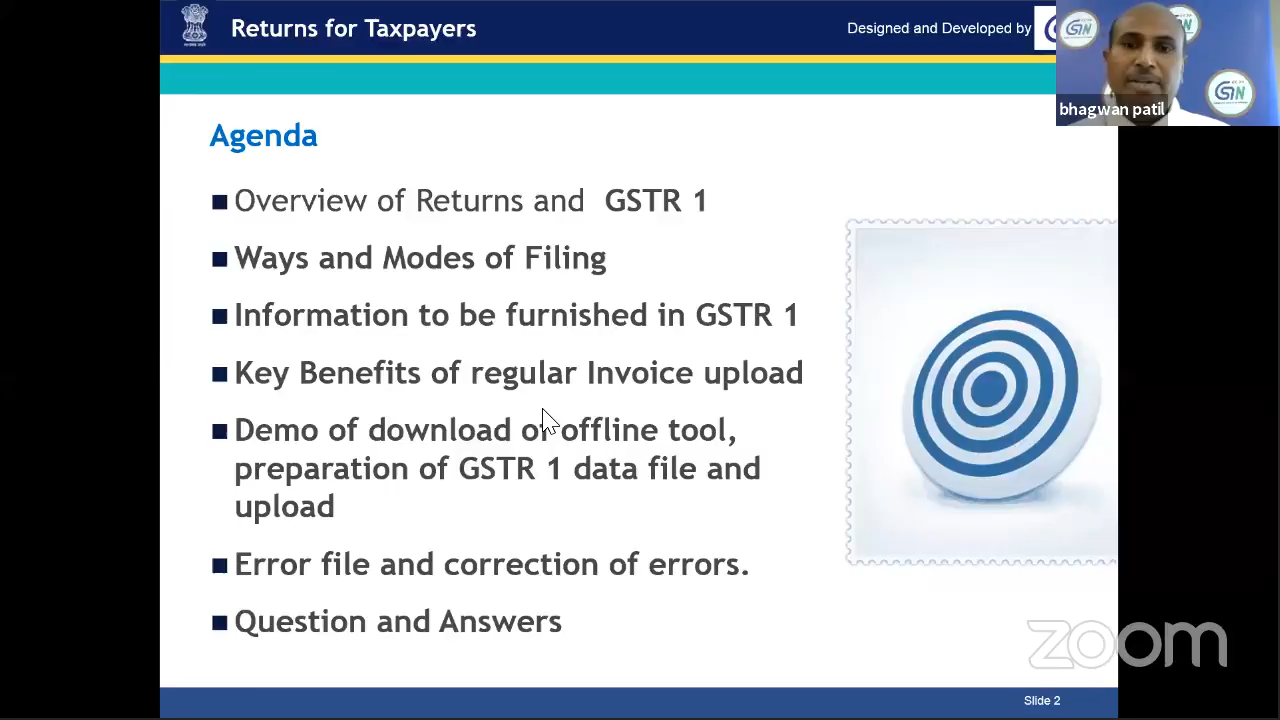 Returns for Taxpayers
Designed and Developed by
bhagwan patil
Agenda
Overview of Returns and GSTR 1
Ways and Modes of Filing
Information to be furnished in GSTR 1
Key Benefits of regular Invoice upload
Demo of download of offline tool,
preparation of GSTR 1 data file and
upload
Error file and correction of errors.
Question and Answers
zoom
Slide 2